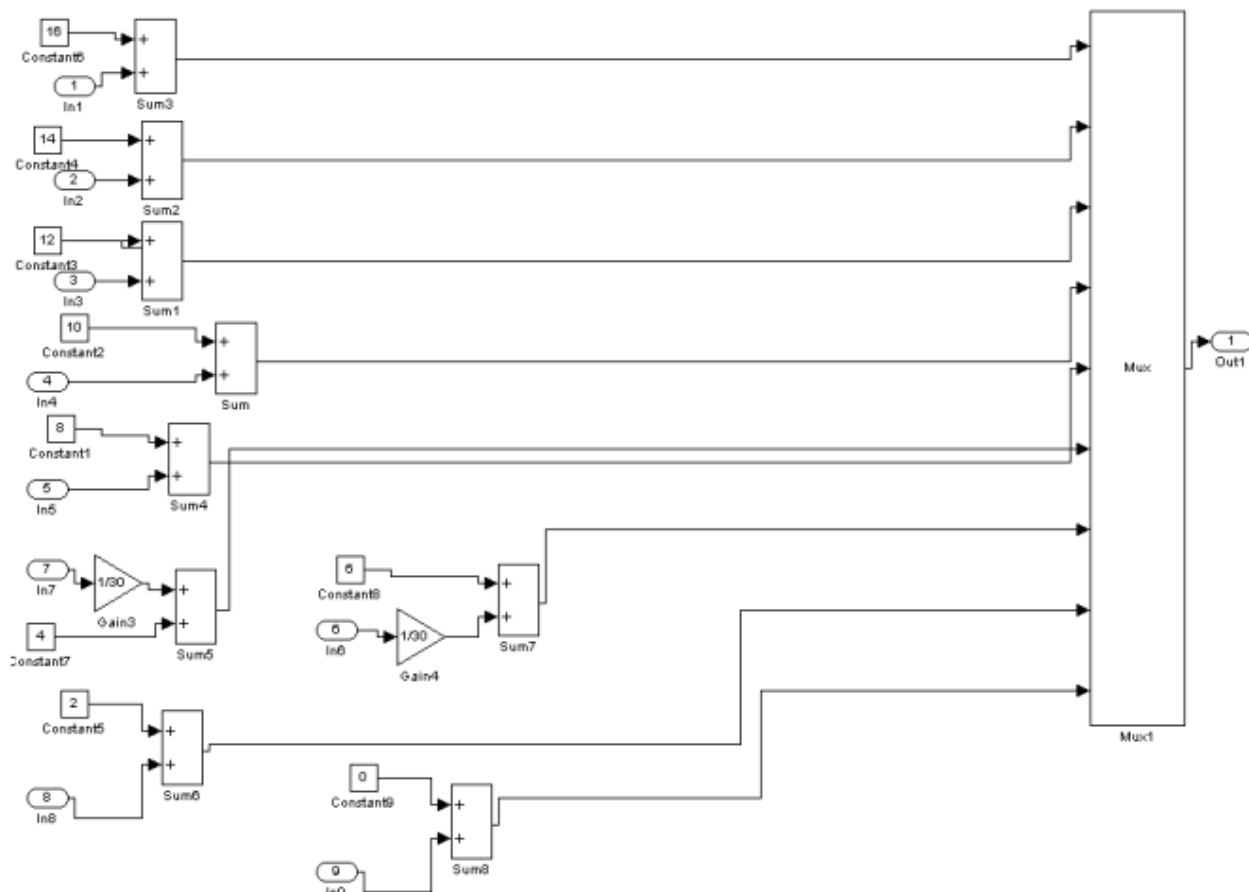 16
+
Constant6
1
+
In1
Sum3
14
+
Constant4
2
+
In2
Sum2
12
+
Constant3
3
+
In3
Sum1
10
+
Constant2
4
+
In4
Sum
8
+
Constant1
5
+
In5
Sum4
7
1/30
+
In7
Gain3
4
+
Constant7
Sum5
6
+
Constant8
6
1/30
+
In6
Gain4
Sum7
2
+
Constant5
8
+
In8
Sum6
0
+
Constant9
9
+
Sum8
Mux
Mux1
1
Out1